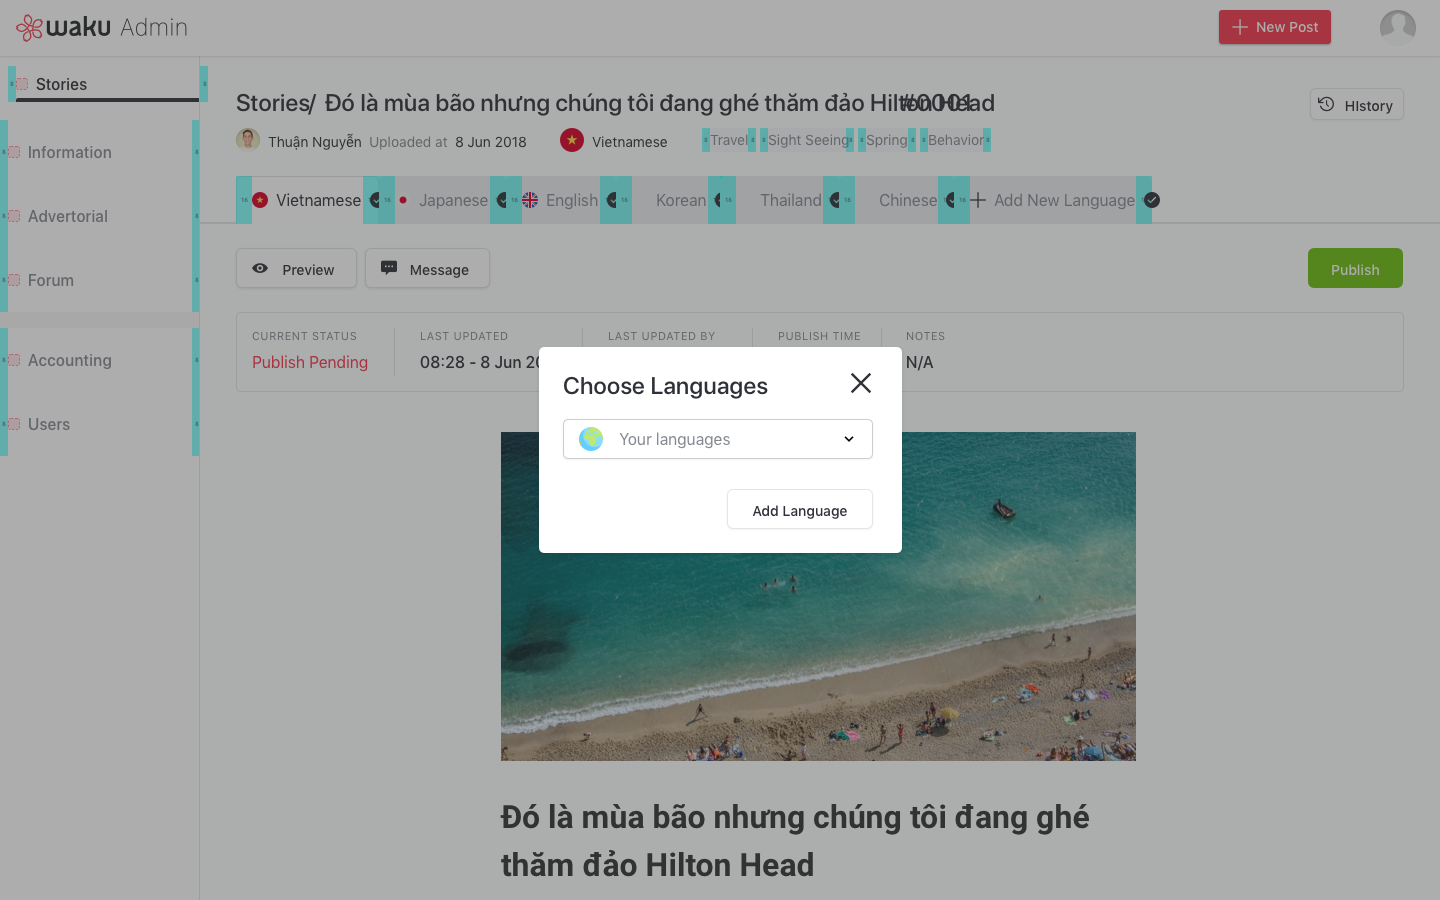 waku Admin
New Post
Stories
Information
Advertorial
Forum
Accounting
Users
Stories/ Đó là mùa bão nhưng chúng tôi đang ghé thăm đảo Hilton Head
#0001
HIstory
Thuận Nguyễn Uploaded at 8 Jun 2018 Vietnamese Travel Sight Seeing Spring Behavior
Vietnamese Japanese English Korean Thailand Chinese Add New Language
Preview Message Publish
CURRENT STATUS LAST UPDATED LAST UPDATED BY PUBLISH TIME NOTES
Publish Pending 08:28 - 8 Jun N/A
Choose Languages
Your languages
Add Language
Đó là mùa bão nhưng chúng tôi đang ghé
thăm đảo Hilton Head